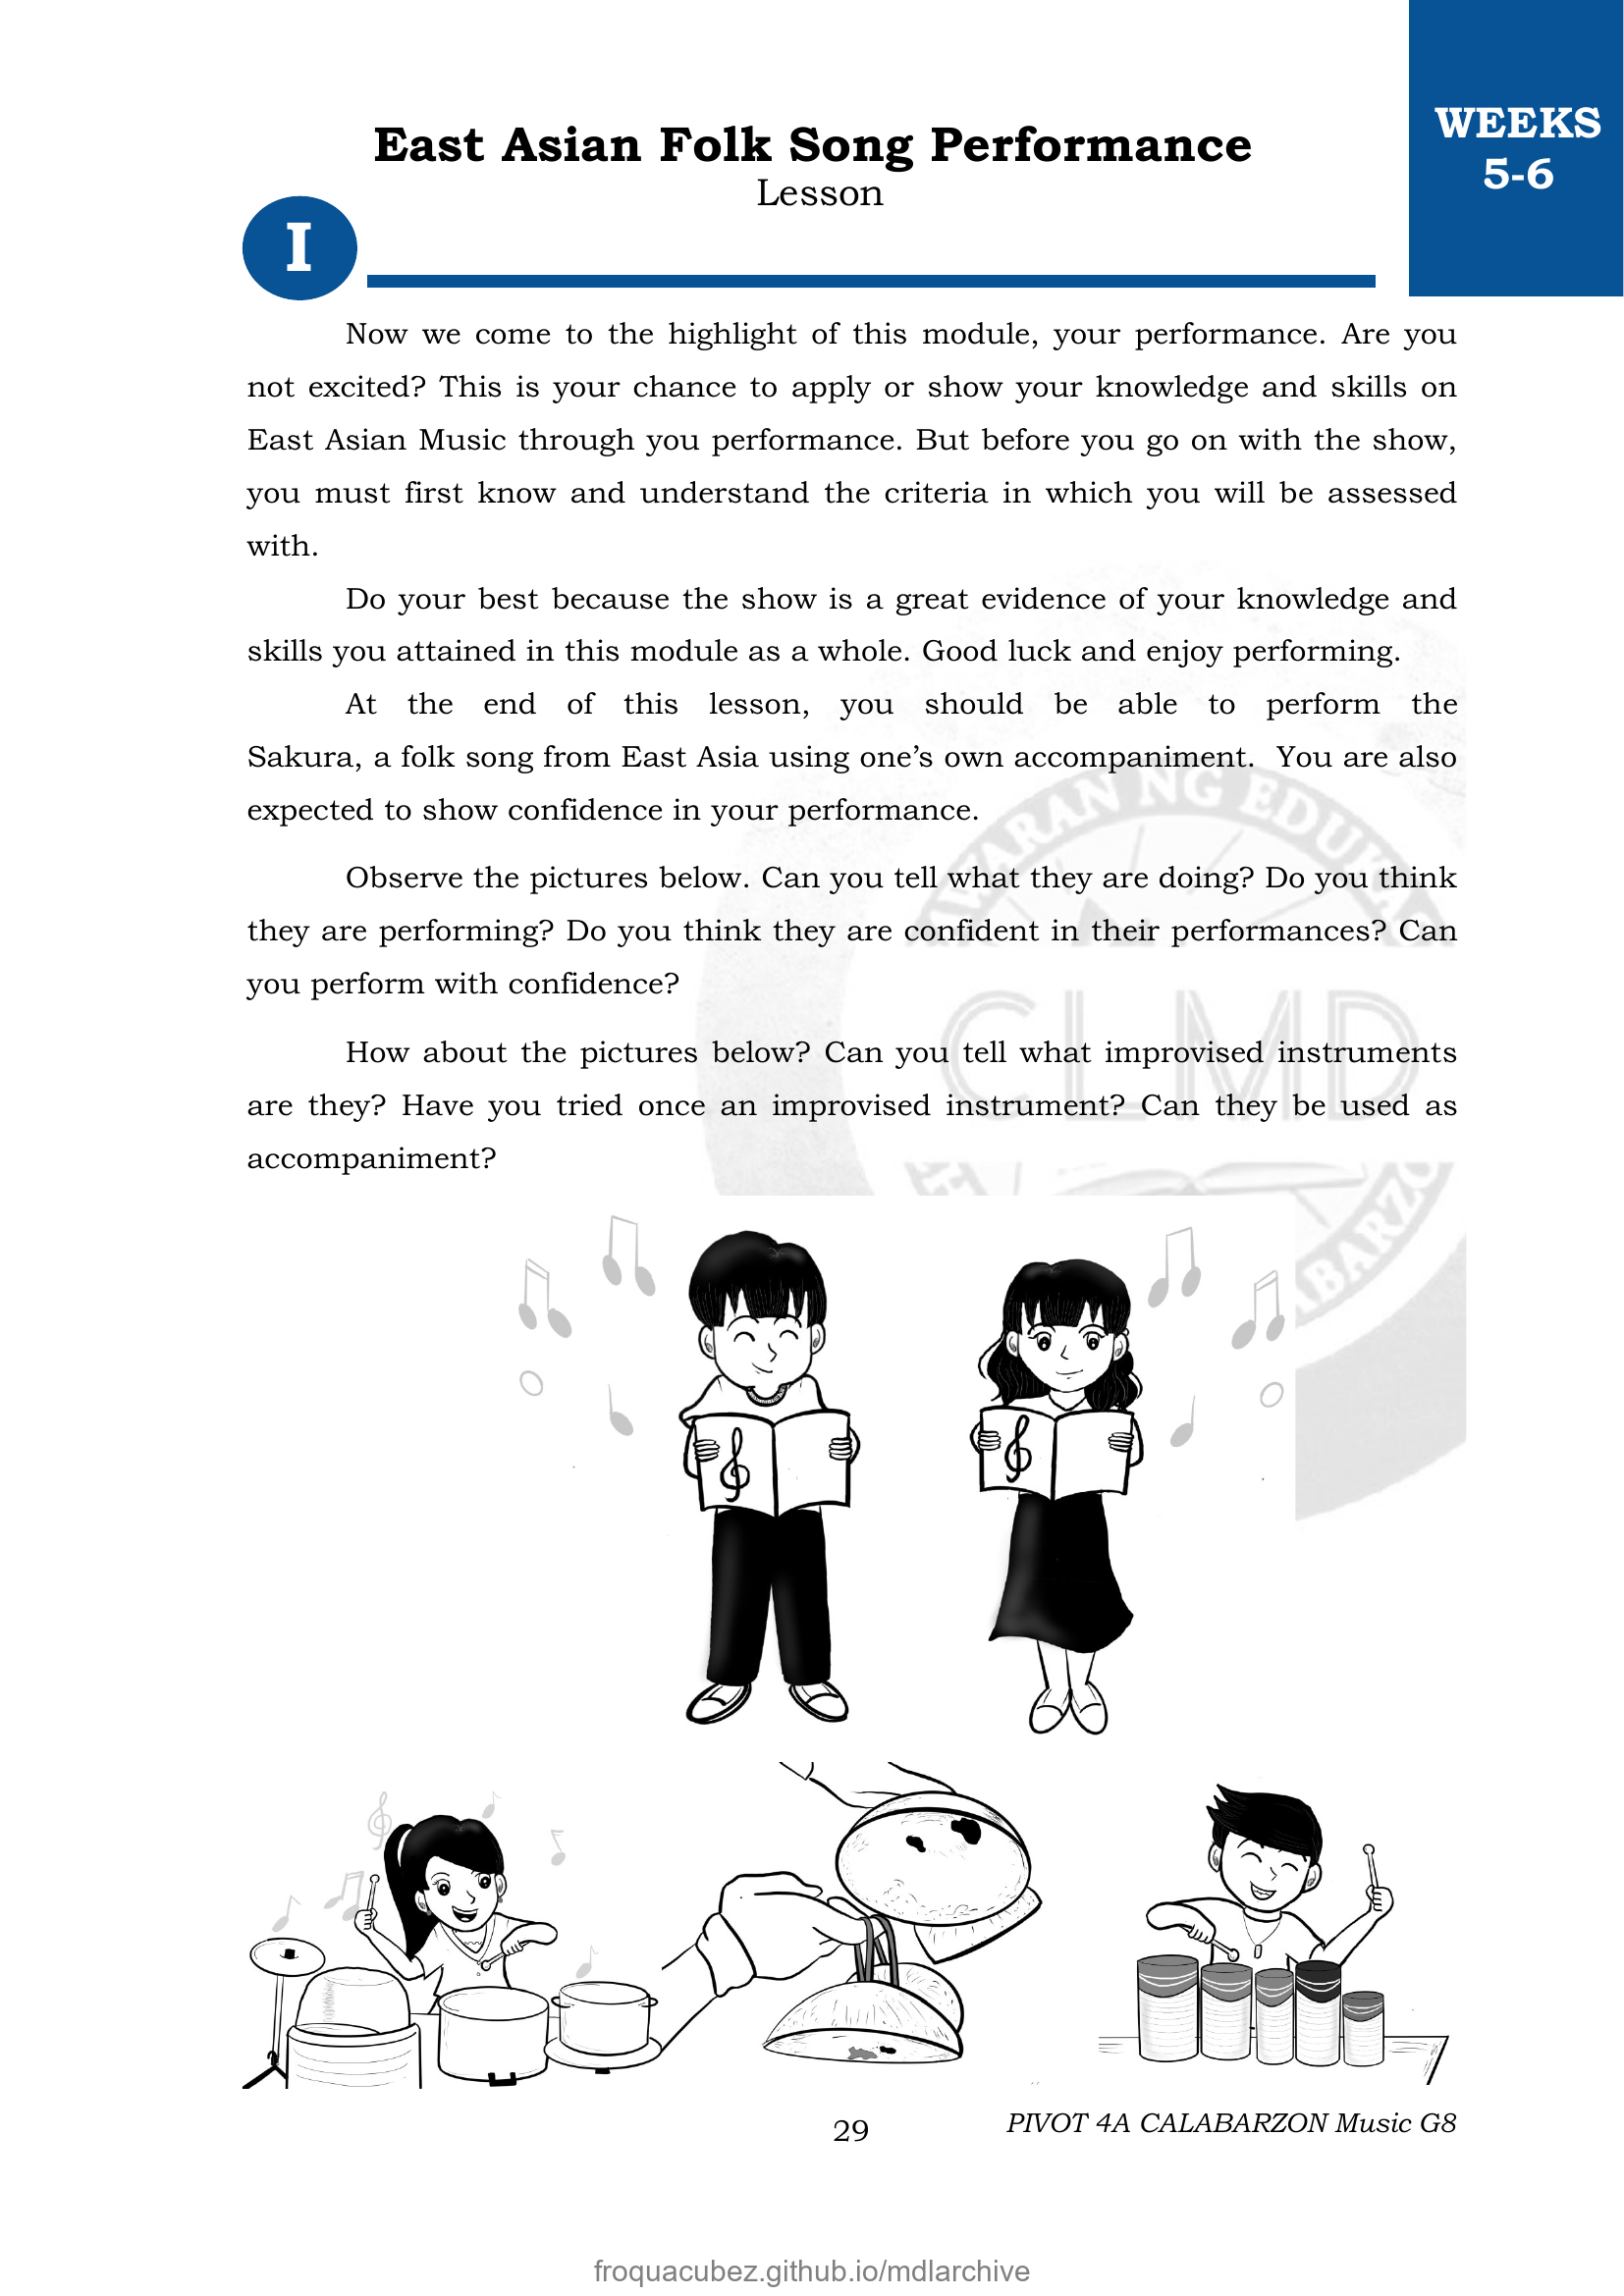 WEEKS
5-6
East Asian Folk Song Performance
Lesson
I
Now we come to the highlight of this module, your performance. Are you
not excited? This is your chance to apply or show your knowledge and skills on
East Asian Music through you performance. But before you go on with the show,
you must first know and understand the criteria in which you will be assessed
with.
Do your best because the show is a great evidence of your knowledge and
skills you attained in this module as a whole. Good luck and enjoy performing.
At the end of this lesson, you should be able to perform the
Sakura, a folk song from East Asia using one's own accompaniment. You are also
expected to show confidence in your performance.
Observe the pictures below. Can you tell what they are doing? Do you think
they are performing? Do you think they are confident in their performances? Can
you perform with confidence?
How about the pictures below? Can you tell what improvised instruments
are they? Have you tried once an improvised instrument? Can they be used as
accompaniment?
NG
CLMD
29
PIVOT 4A CALABARZON Music G8
froquacubez.github.io/mdlarchive